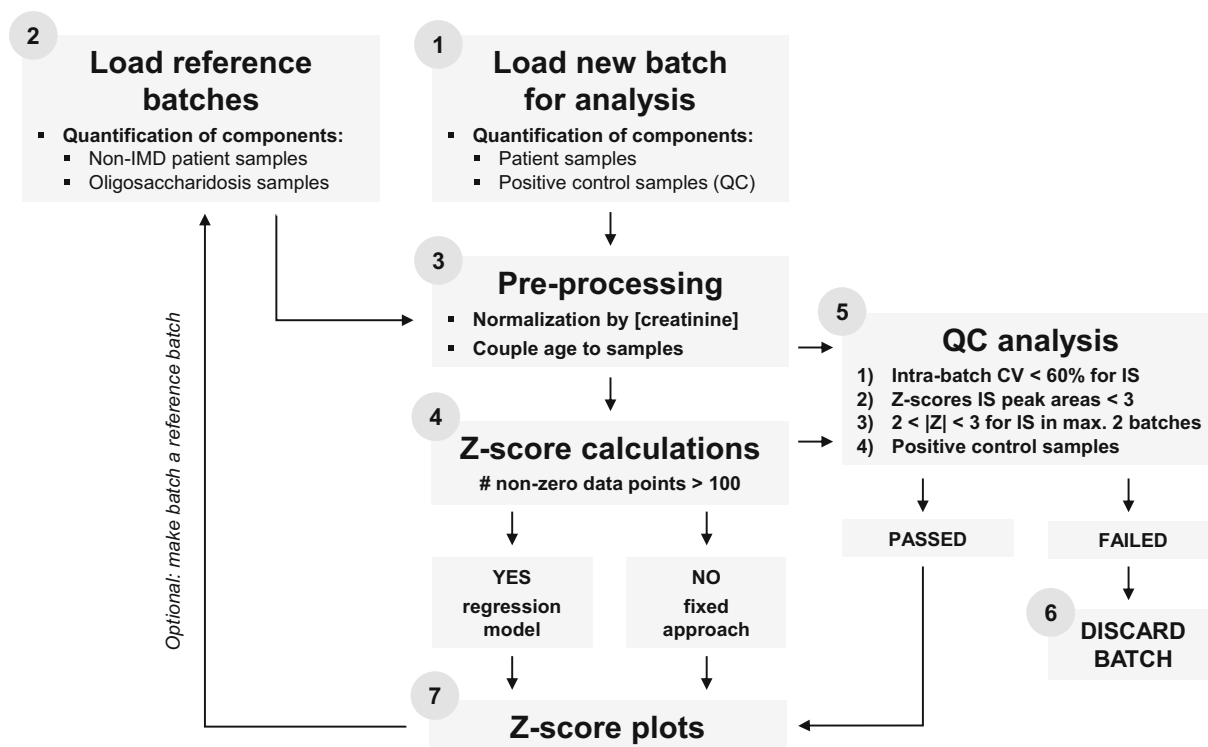 2
Load reference
batches
▪ Quantification of components:
▪ Non-IMD patient samples
▪ Oligosaccharidosis samples
1
Load new batch
for analysis
▪ Quantification of components:
▪ Patient samples
▪ Positive control samples (QC)
3
Pre-processing
▪ Normalization by [creatinine]
▪ Couple age to samples
5
QC analysis
1) Intra-batch CV < 60% for IS
2) Z-scores IS peak areas < 3
3) 2 < |Z| < 3 for IS in max. 2 batches
4) Positive control samples
4
Z-score calculations
# non-zero data points > 100
YES
regression
model
NO
fixed
approach
PASSED
FAILED
6
DISCARD
BATCH
7
Z-score plots
Optional: make batch a reference batch